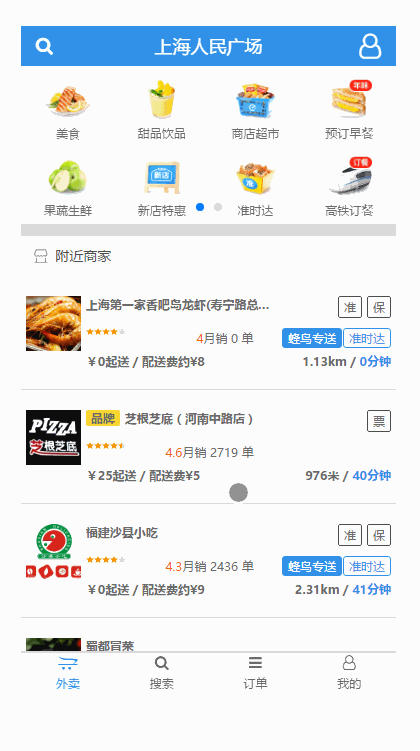 上海人民广场
年味
美食 甜品饮品 商店超市 预订早餐
新店
准
订餐
果蔬生鲜 新店特惠 准时达 高铁订餐
附近商家
上海第一家香吧岛龙虾(寿宁路总... 准 保
4月销 0 单 蜂鸟专送 准时达
￥0起送 / 配送费约¥8 1.13km / 0分钟
PIZZA
芝根芝底
品牌 芝根芝底（河南中路店） 票
4.6月销 2719 单
￥25起送 / 配送费约¥5 976米 / 40分钟
福建沙县小吃 准 保
4.3月销 2436 单 蜂鸟专送 准时达
￥0起送 / 配送费约¥9 2.31km / 41分钟
蜀都冒菜
外卖 搜索 订单 我的